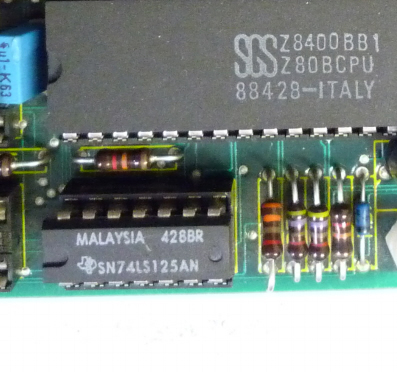 SGS Z8400BB1
Z80BCPU
88428-ITALY
MALAYSIA 428BR
SN74LS125AN